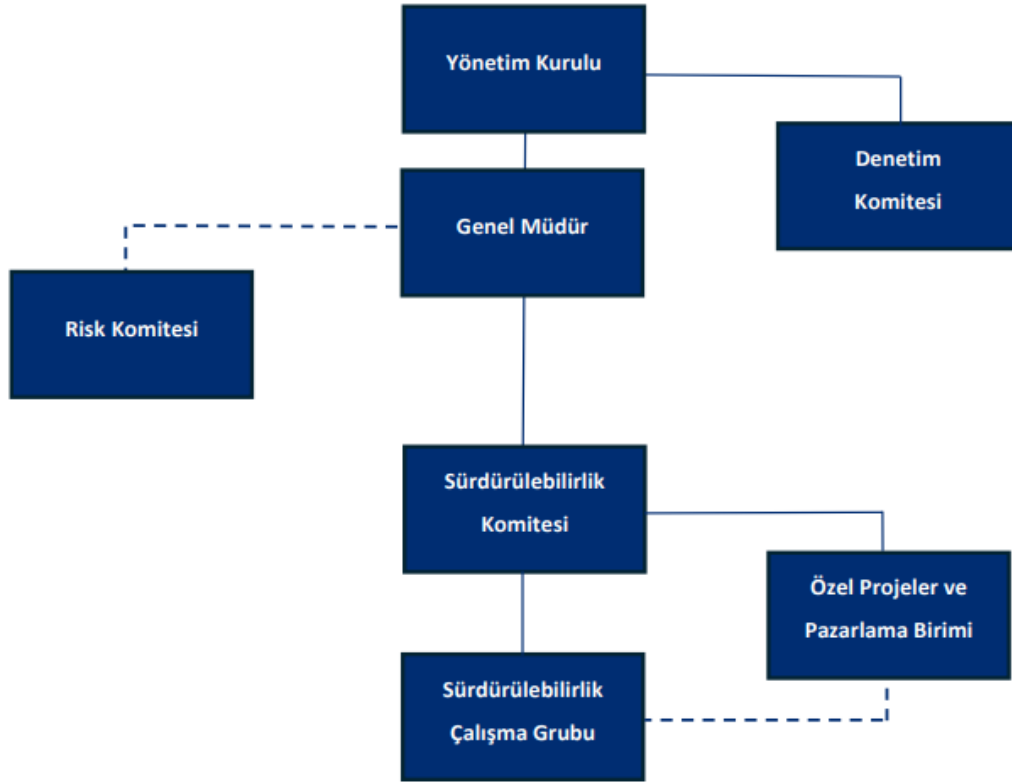 Yönetim Kurulu
Denetim
Komitesi
Genel Müdür
Risk Komitesi
Sürdürülebilirlik
Komitesi
Özel Projeler ve
Pazarlama Birimi
Sürdürülebilirlik
Çalışma Grubu